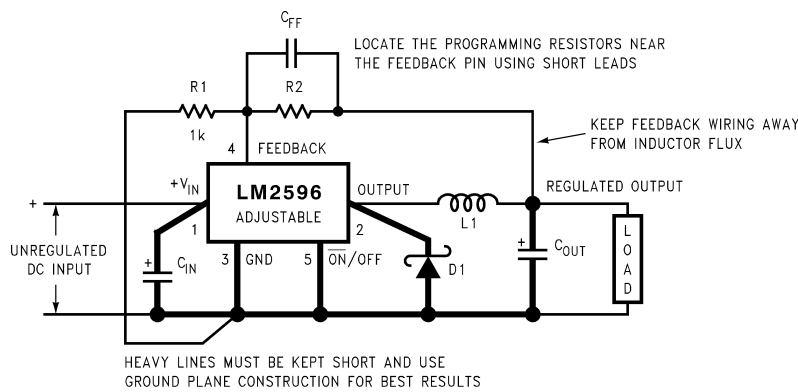 C_FF
LOCATE THE PROGRAMMING RESISTORS NEAR
THE FEEDBACK PIN USING SHORT LEADS
R1
R2
1k
KEEP FEEDBACK WIRING AWAY
FROM INDUCTOR FLUX
4
FEEDBACK
+V_IN
LM2596
ADJUSTABLE
OUTPUT
REGULATED OUTPUT
+
1
2
L1
UNREGULATED
DC INPUT
+
C_IN
3
GND
5
ON/OFF
D1
+
C_OUT
LOAD
HEAVY LINES MUST BE KEPT SHORT AND USE
GROUND PLANE CONSTRUCTION FOR BEST RESULTS